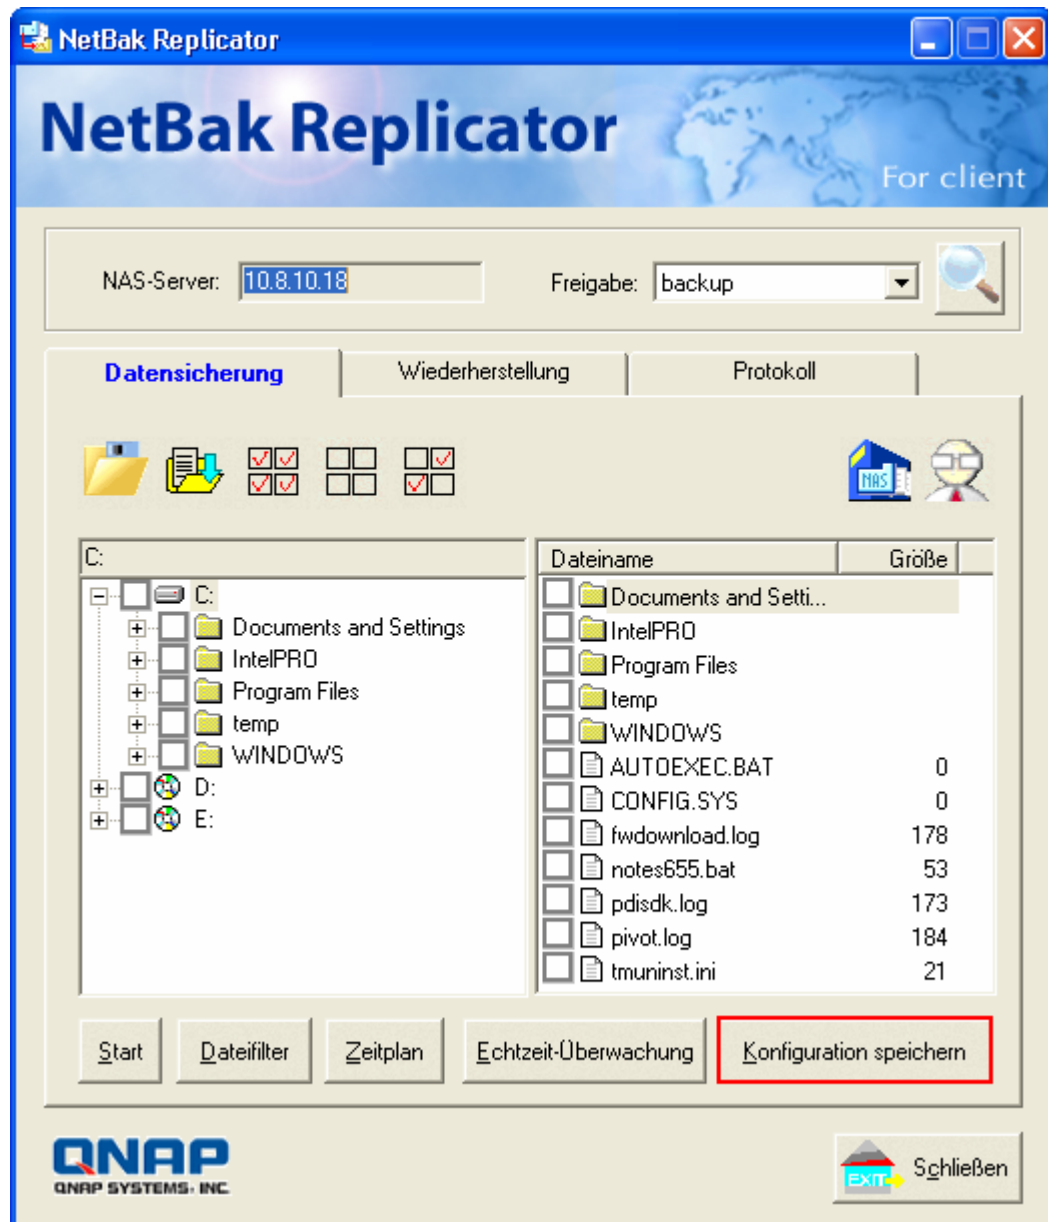 NetBak Replicator
NetBak Replicator
For client
NAS-Server: 10.8.10.18 Freigabe: backup
Datensicherung Wiederherstellung Protokoll
NAS
C: Dateiname Größe
C:
Documents and Settings
IntelPRO
Program Files
temp
WINDOWS
D:
E:
Documents and Setti...
IntelPRO
Program Files
temp
WINDOWS
AUTOEXEC.BAT 0
CONFIG.SYS 0
fwdownload.log 178
notes655.bat 53
pdisdk.log 173
pivot.log 184
tmuninst.ini 21
Start Dateifilter Zeitplan Echtzeit-Überwachung Konfiguration speichern
QNAP
QNAP SYSTEMS, INC.
EXIT Schließen